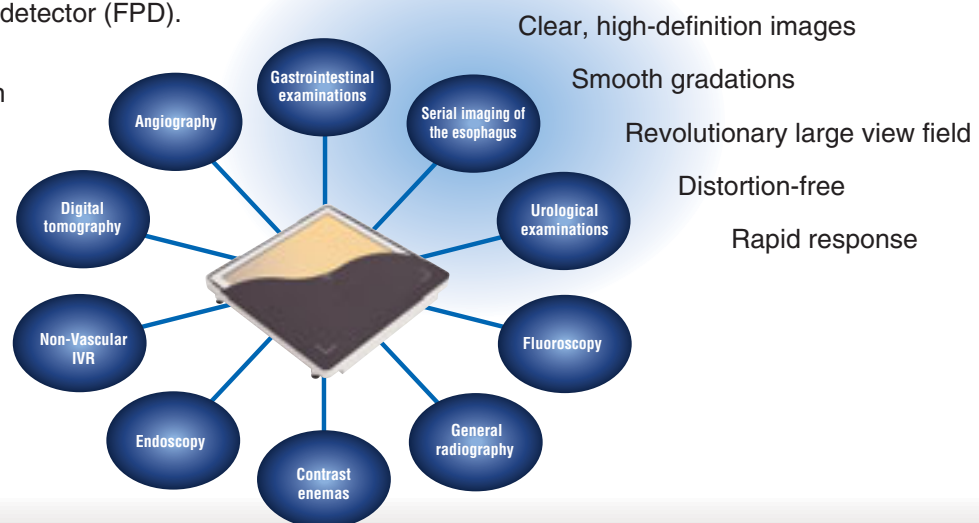 detector (FPD).
n
Clear, high-definition images
Smooth gradations
Revolutionary large view field
Distortion-free
Rapid response
Gastrointestinal
examinations
Serial imaging of
the esophagus
Urological
examinations
Fluoroscopy
General
radiography
Contrast
enemas
Endoscopy
Non-Vascular
IVR
Digital
tomography
Angiography